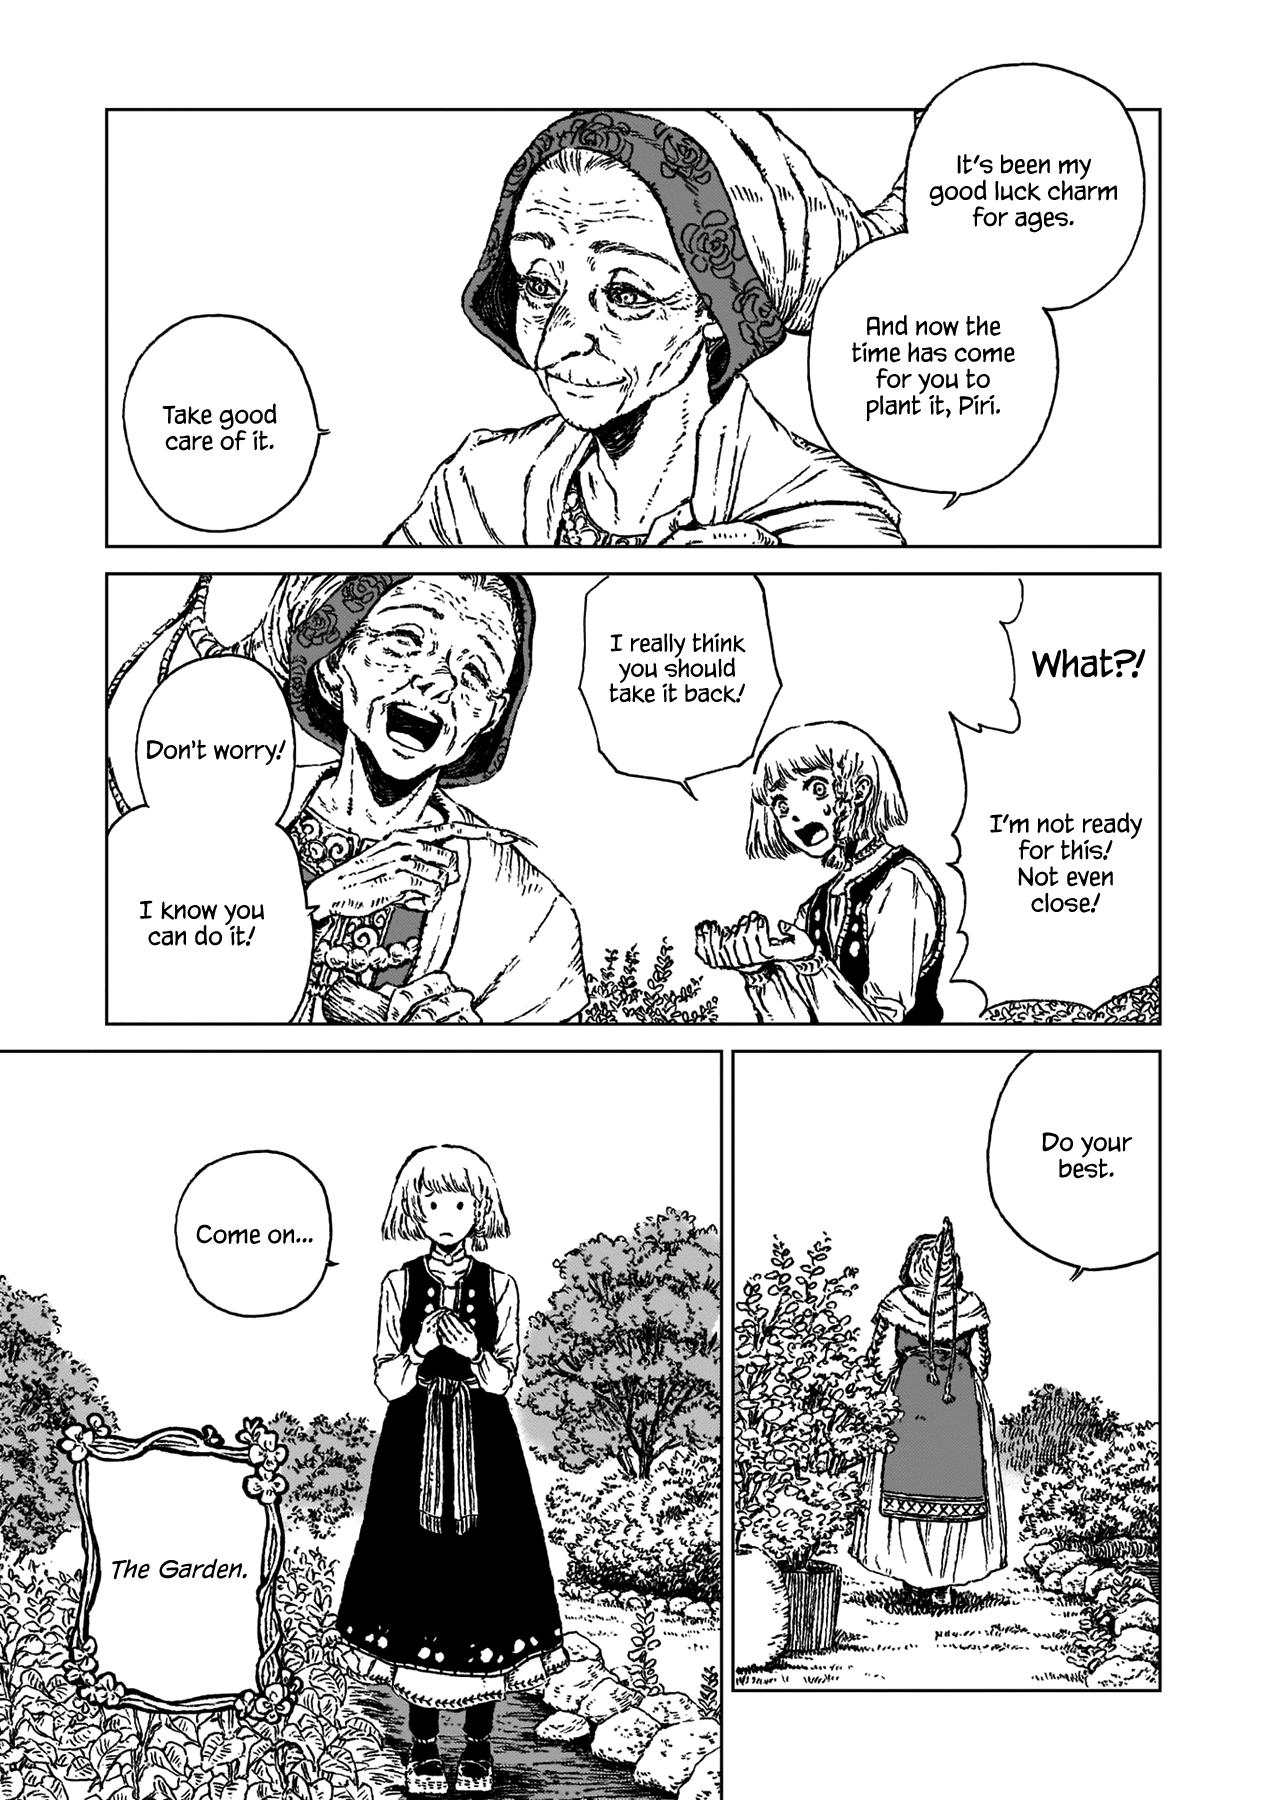 It's been my
good luck charm
for ages.
And now the
time has come
for you to
plant it, Piri.
Take good
care of it.
What?!
I'm not ready
for this!
Not even
close!
I really think
you should
take it back!
Don't worry!
I know you
can do it!
Do your
best.
Come on...
The Garden.